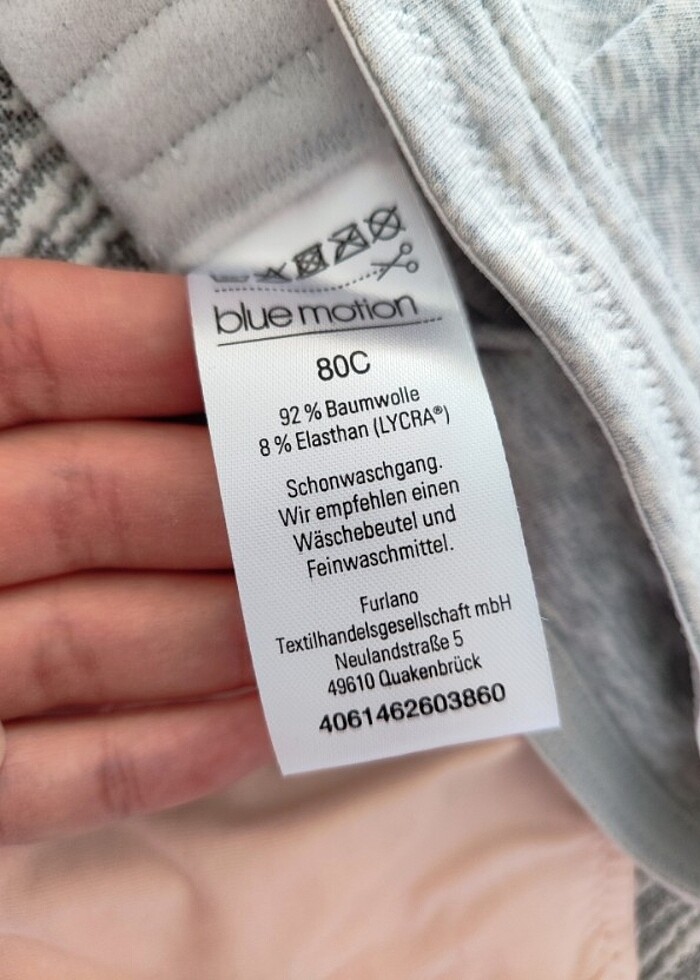 blue motion
80C
92 % Baumwolle
8 % Elasthan (LYCRA®)
Schonwaschgang.
Wir empfehlen einen
Wäschebeutel und
Feinwaschmittel.
Furlano
Textilhandelsgesellschaft mbH
Neulandstraße 5
49610 Quakenbrück
4061462603860